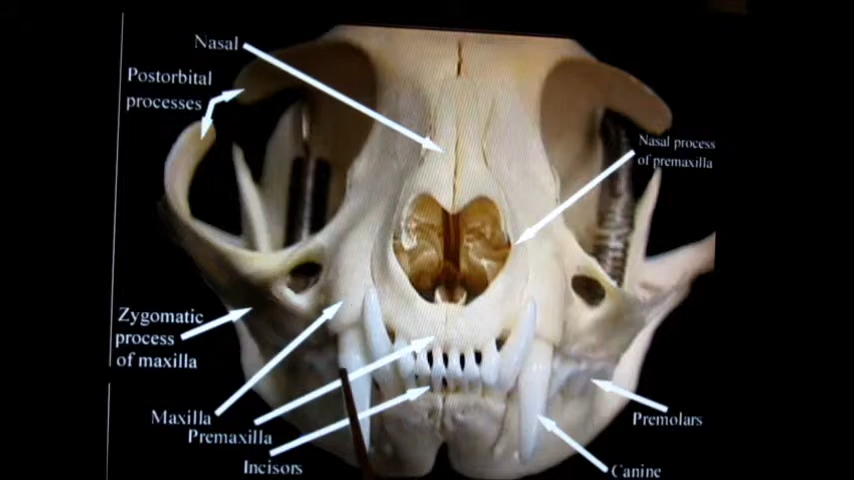 Nasal
Postorbital
processes
Nasal process
of premaxilla
Zygomatic
process
of maxilla
Maxilla
Premaxilla
Incisors
Premolars
Canine